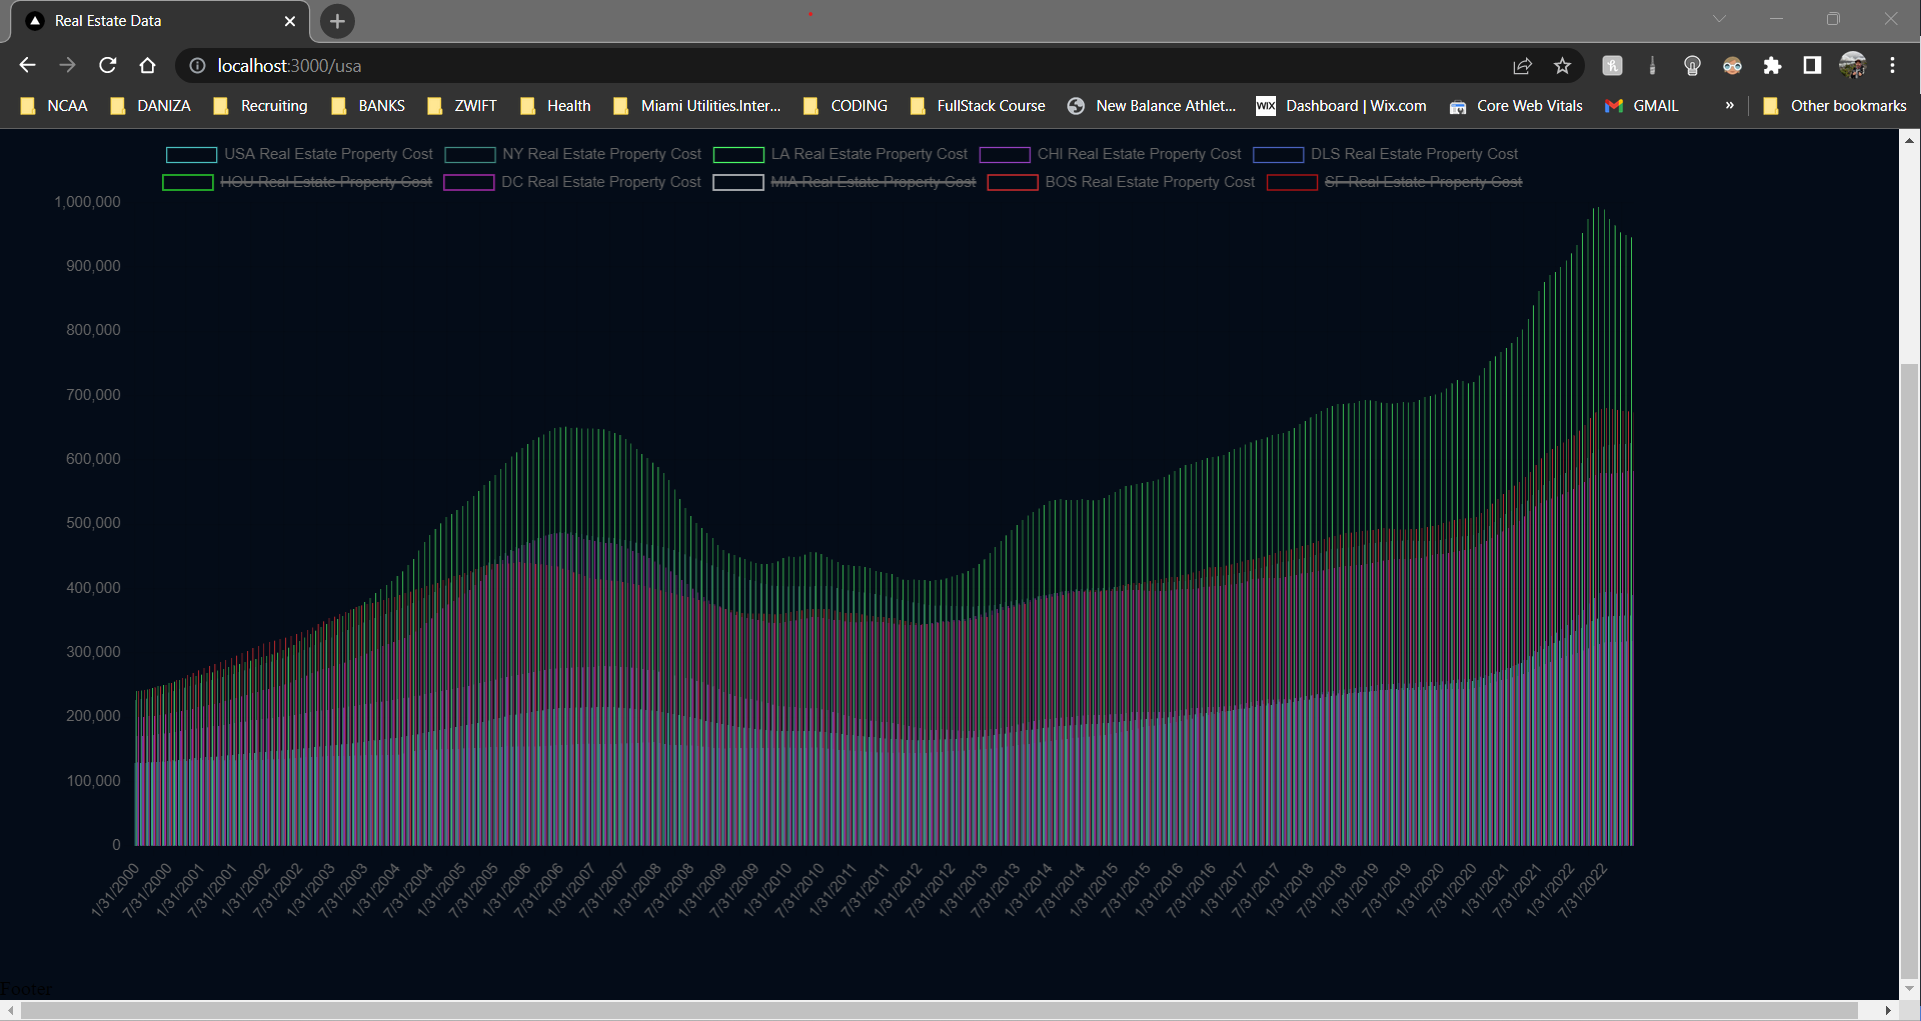 Real Estate Data
localhost:3000/usa
NCAA DANIZA Recruiting BANKS ZWIFT Health Miami Utilities.Inter... CODING FullStack Course New Balance Athlet... WIX Dashboard | Wix.com Core Web Vitals GMAIL » Other bookmarks
USA Real Estate Property Cost NY Real Estate Property Cost LA Real Estate Property Cost CHI Real Estate Property Cost DLS Real Estate Property Cost
HOU Real Estate Property Cost DC Real Estate Property Cost MIA Real Estate Property Cost BOS Real Estate Property Cost SF Real Estate Property Cost
1,000,000
900,000
800,000
700,000
600,000
500,000
400,000
300,000
200,000
100,000
0
1/31/2000 7/31/2000 1/31/2001 7/31/2001 1/31/2002 7/31/2002 1/31/2003 7/31/2003 1/31/2004 7/31/2004 1/31/2005 7/31/2005 1/31/2006 7/31/2006 1/31/2007 7/31/2007 1/31/2008 7/31/2008 1/31/2009 7/31/2009 1/31/2010 7/31/2010 1/31/2011 7/31/2011 1/31/2012 7/31/2012 1/31/2013 7/31/2013 1/31/2014 7/31/2014 1/31/2015 7/31/2015 1/31/2016 7/31/2016 1/31/2017 7/31/2017 1/31/2018 7/31/2018 1/31/2019 7/31/2019 1/31/2020 7/31/2020 1/31/2021 7/31/2021 1/31/2022 7/31/2022
Footer